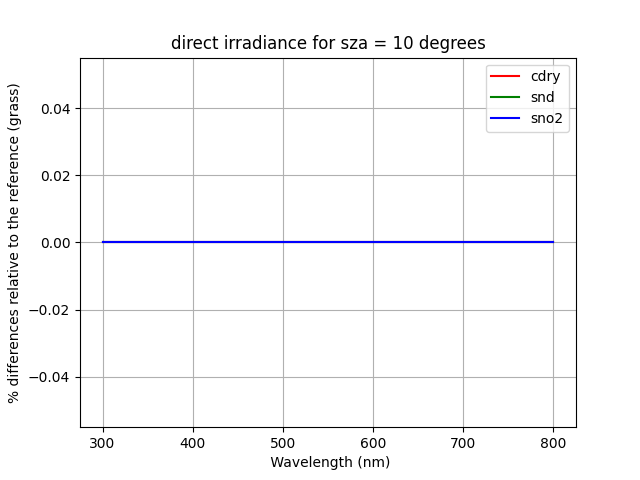 direct irradiance for sza = 10 degrees
cdry
snd
sno2
% differences relative to the reference (grass)
0.04
0.02
0.00
−0.02
−0.04
300 400 500 600 700 800
Wavelength (nm)